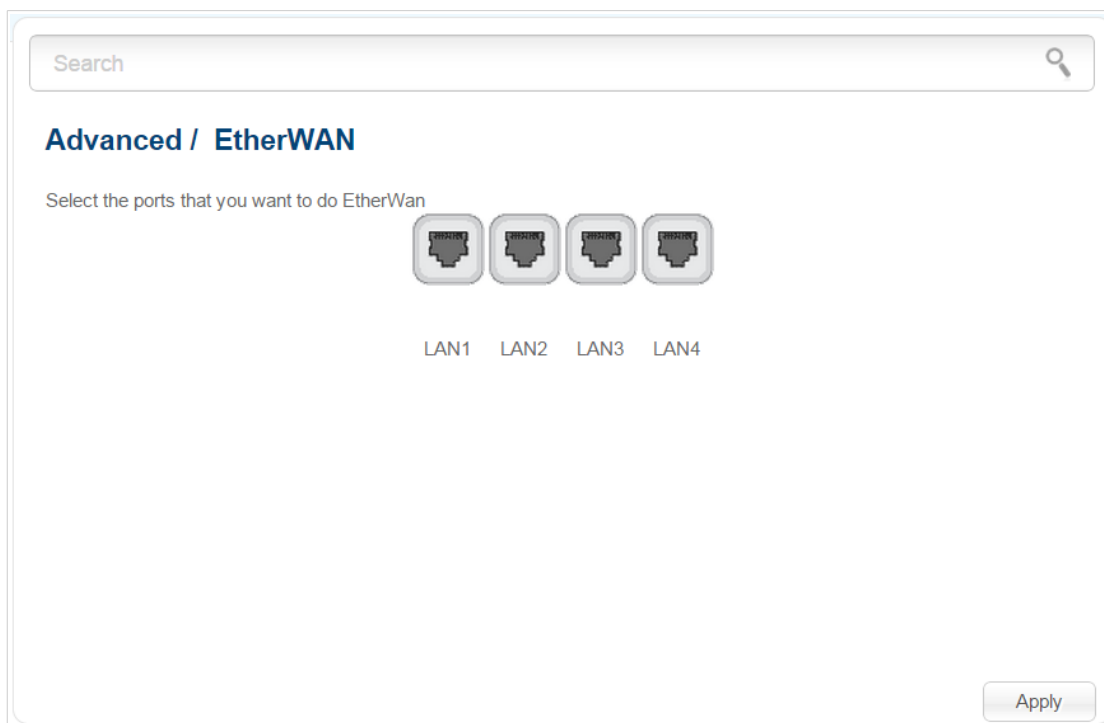 Search
Advanced / EtherWAN
Select the ports that you want to do EtherWan
LAN1 LAN2 LAN3 LAN4
Apply